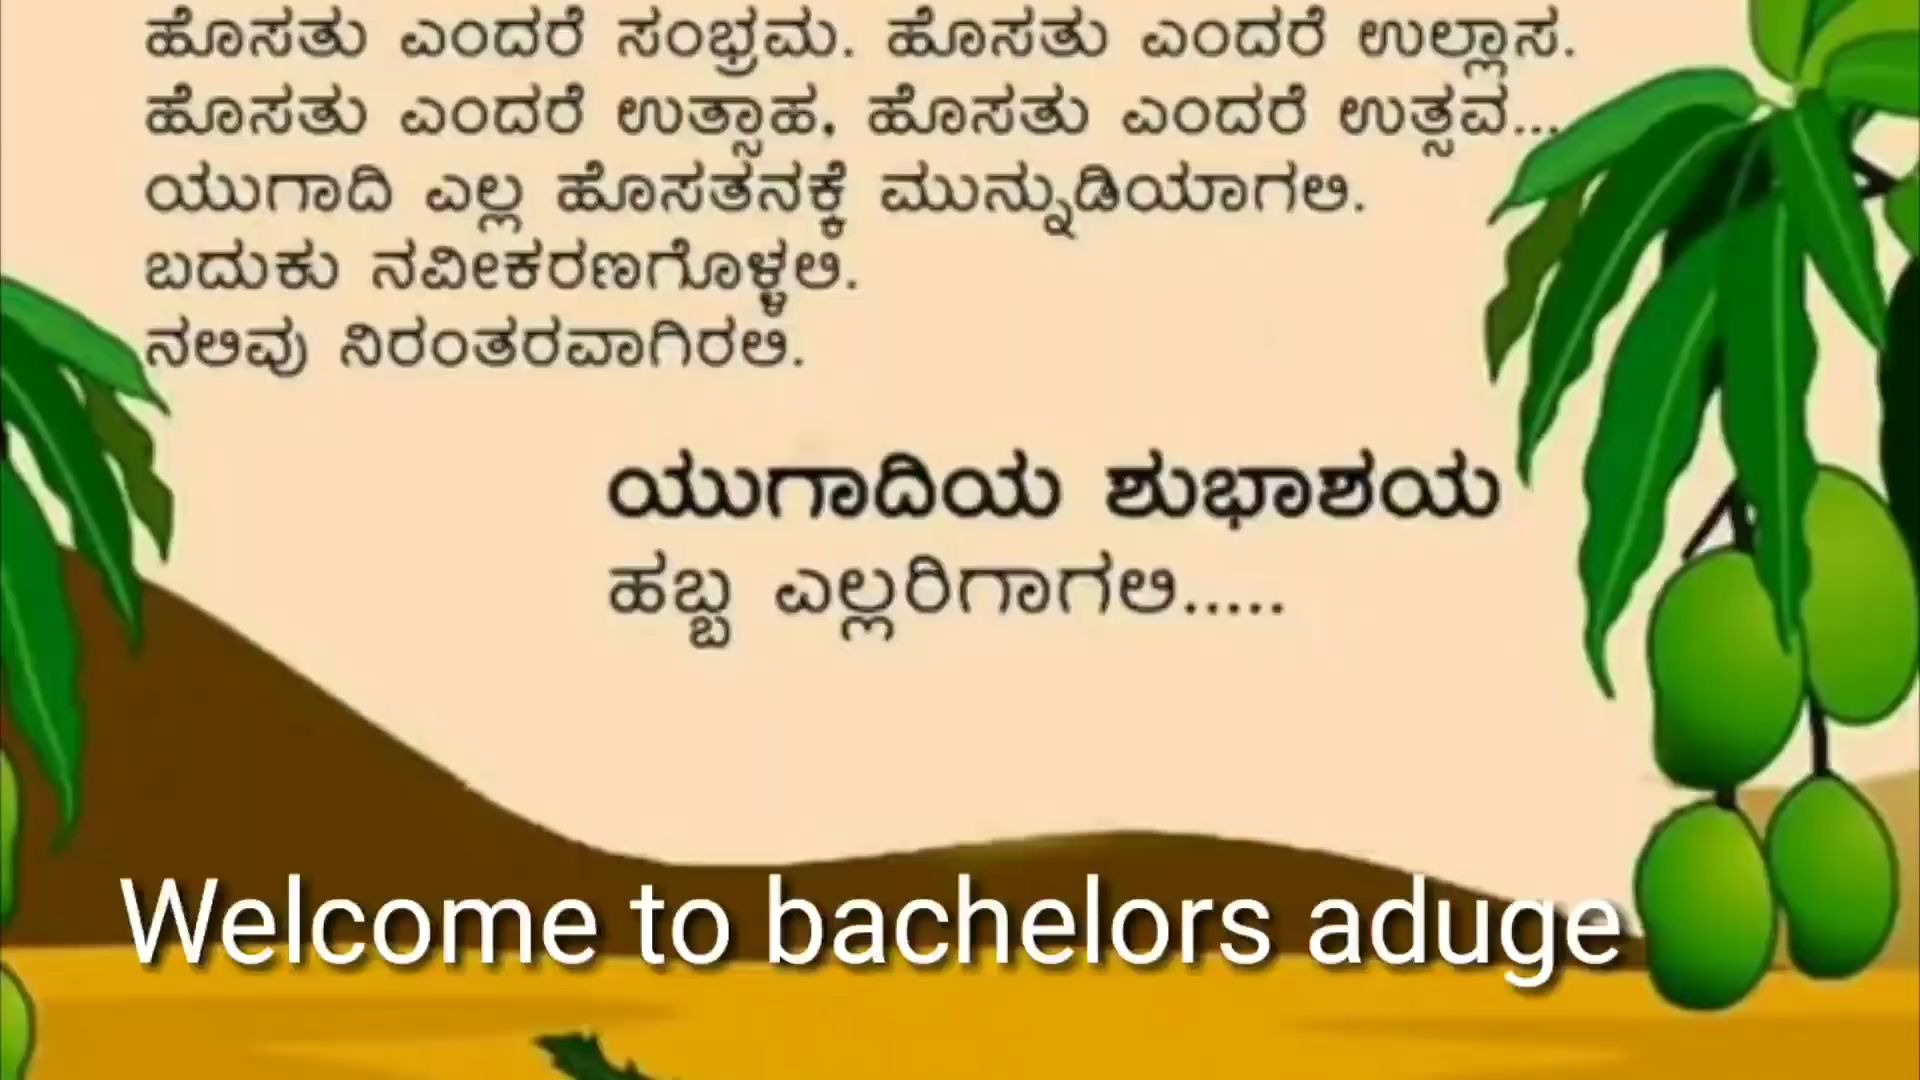 ಹೊಸತು ಎಂದರೆ ಸಂಭ್ರಮ. ಹೊಸತು ಎಂದರೆ ಉಲ್ಲಾಸ.
ಹೊಸತು ಎಂದರೆ ಉತ್ಸಾಹ, ಹೊಸತು ಎಂದರೆ ಉತ್ಸವ...
ಯುಗಾದಿ ಎಲ್ಲ ಹೊಸತನಕ್ಕೆ ಮುನ್ನುಡಿಯಾಗಲಿ.
ಬದುಕು ನವೀಕರಣಗೊಳ್ಳಲಿ.
ನಲಿವು ನಿರಂತರವಾಗಿರಲಿ.
ಯುಗಾದಿಯ ಶುಭಾಶಯ
ಹಬ್ಬ ಎಲ್ಲರಿಗಾಗಲಿ.....
Welcome to bachelors aduge